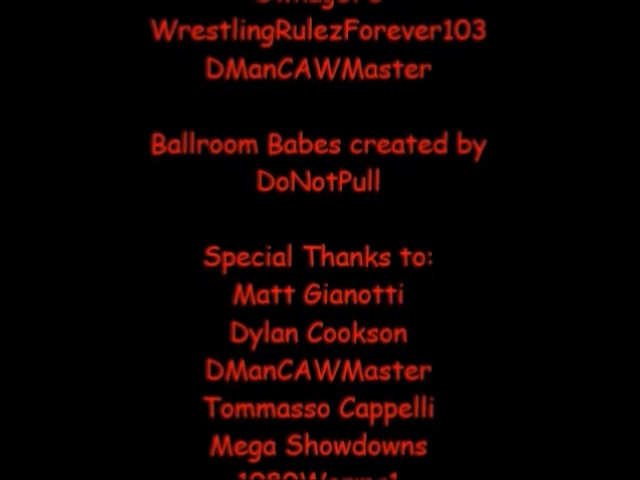 WrestlingRulezForever103
DManCAWMaster
Ballroom Babes created by
DoNotPull
Special Thanks to:
Matt Gianotti
Dylan Cookson
DManCAWMaster
Tommasso Cappelli
Mega Showdowns